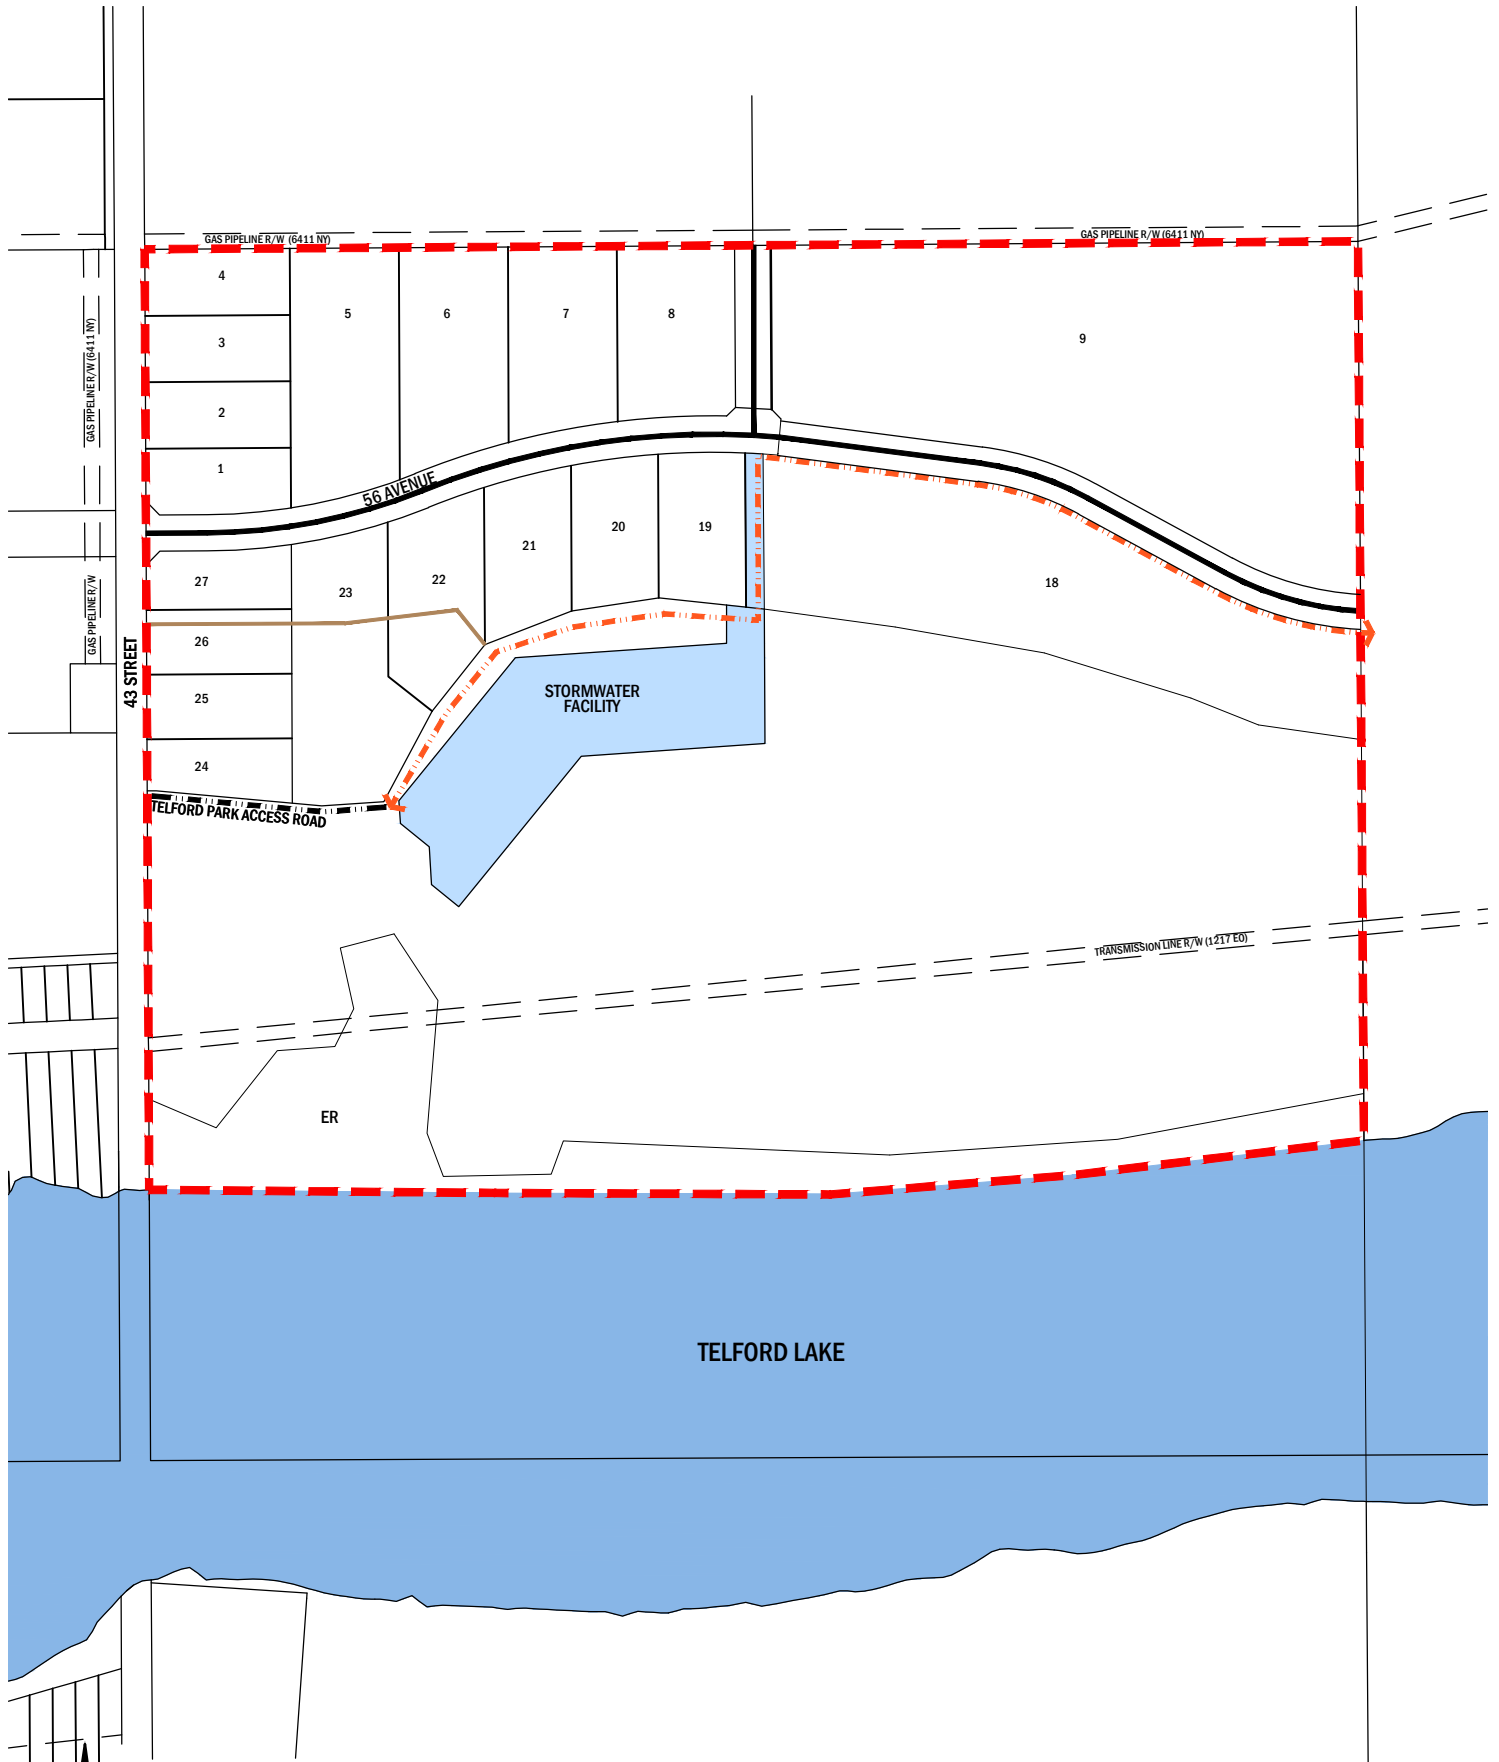 GAS PIPELINE R/W (6411 NY)
GAS PIPELINE R/W (6411 NY)
4
5
6
7
8
9
3
2
1
GAS PIPELINE R/W (6411 NY)
56 AVENUE
27
23
22
21
20
19
18
GAS PIPELINE R/W
26
25
24
43 STREET
STORMWATER
FACILITY
TELFORD PARK ACCESS ROAD
TRANSMISSION LINE R/W (1217 EO)
ER
TELFORD LAKE